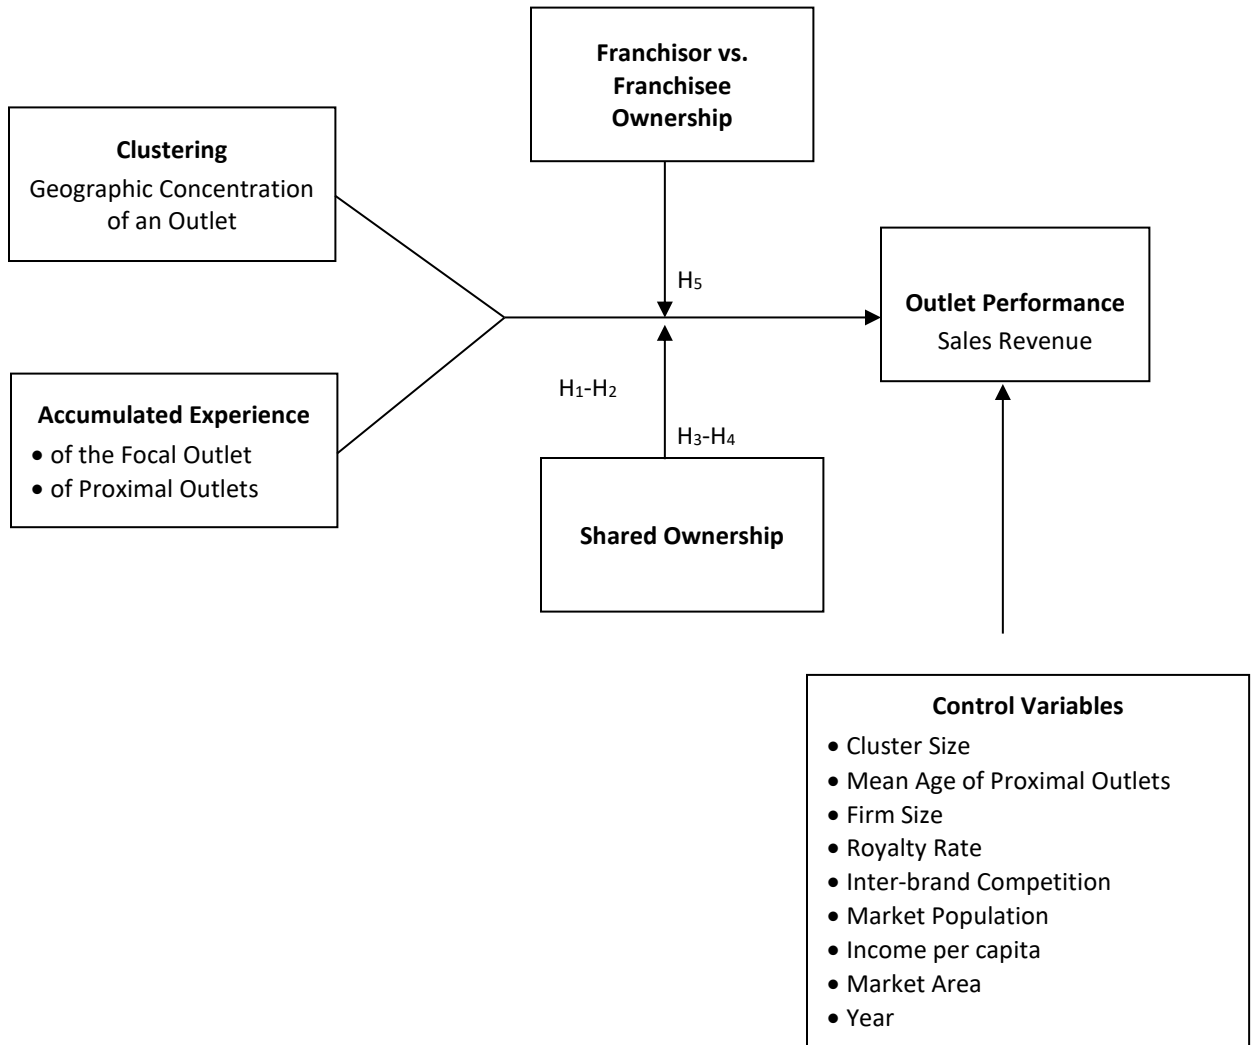 Franchisor vs.
Franchisee
Ownership
Clustering
Geographic Concentration
of an Outlet
H5
Outlet Performance
Sales Revenue
H1-H2
Accumulated Experience
• of the Focal Outlet
• of Proximal Outlets
H3-H4
Shared Ownership
Control Variables
• Cluster Size
• Mean Age of Proximal Outlets
• Firm Size
• Royalty Rate
• Inter-brand Competition
• Market Population
• Income per capita
• Market Area
• Year